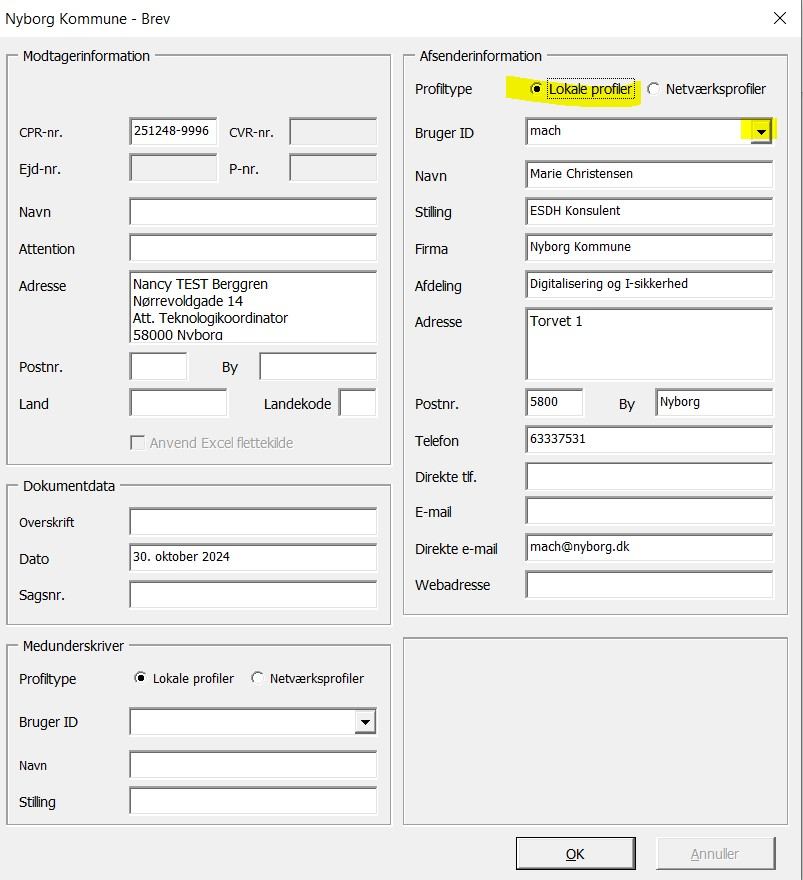 Nyborg Kommune - Brev
Modtagerinformation
CPR-nr. 251248-9996 CVR-nr.
Ejd-nr. P-nr.
Navn
Attention
Adresse Nancy TEST Berggren
Nørrevoldgade 14
Att. Teknologikoordinator
58000 Nyborg
Postnr. By
Land Landekode
Anvend Excel flettekilde
Dokumentdata
Overskrift
Dato 30. oktober 2024
Sagsnr.
Medunderskriver
Profiltype Lokale profiler Netværksprofiler
Bruger ID
Navn
Stilling
Afsenderinformation
Profiltype Lokale profiler Netværksprofiler
Bruger ID mach
Navn Marie Christensen
Stilling ESDH Konsulent
Firma Nyborg Kommune
Afdeling Digitalisering og I-sikkerhed
Adresse Torvet 1
Postnr. 5800 By Nyborg
Telefon 63337531
Direkte tlf.
E-mail
Direkte e-mail mach@nyborg.dk
Webadresse
OK Annuller